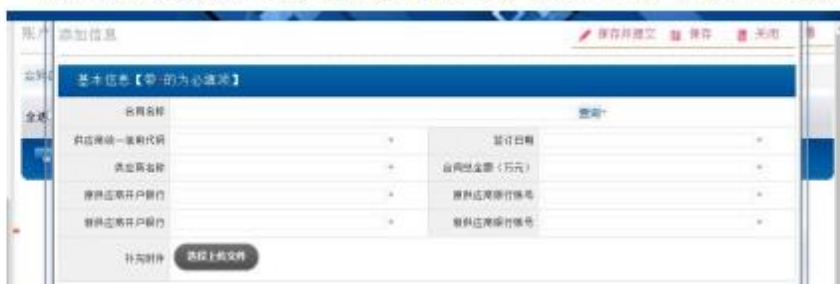 账户 添加信息 保存并提交 保存 关闭
基本信息【带*的为必填项】
合同名称 查询*
供应商统一信用代码 * 签订日期 *
供应商名称 * 合同总金额（万元） *
原供应商开户银行 * 原供应商银行账号 *
新供应商开户银行 * 新供应商银行账号 *
补充附件 选择上传文件